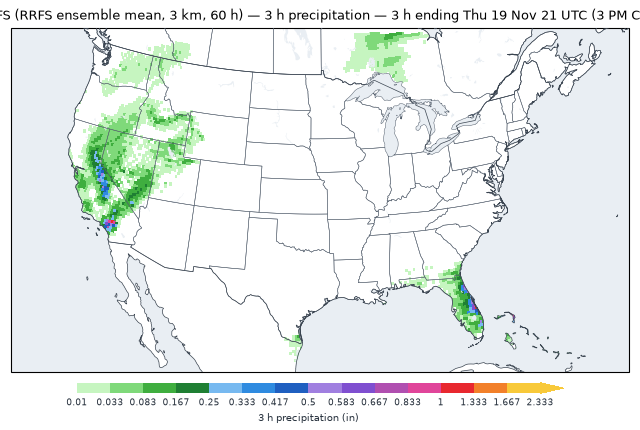 FS (RRFS ensemble mean, 3 km, 60 h) — 3 h precipitation — 3 h ending Thu 19 Nov 21 UTC (3 PM C
0.01 0.033 0.083 0.167 0.25 0.333 0.417 0.5 0.583 0.667 0.833 1 1.333 1.667 2.333
3 h precipitation (in)